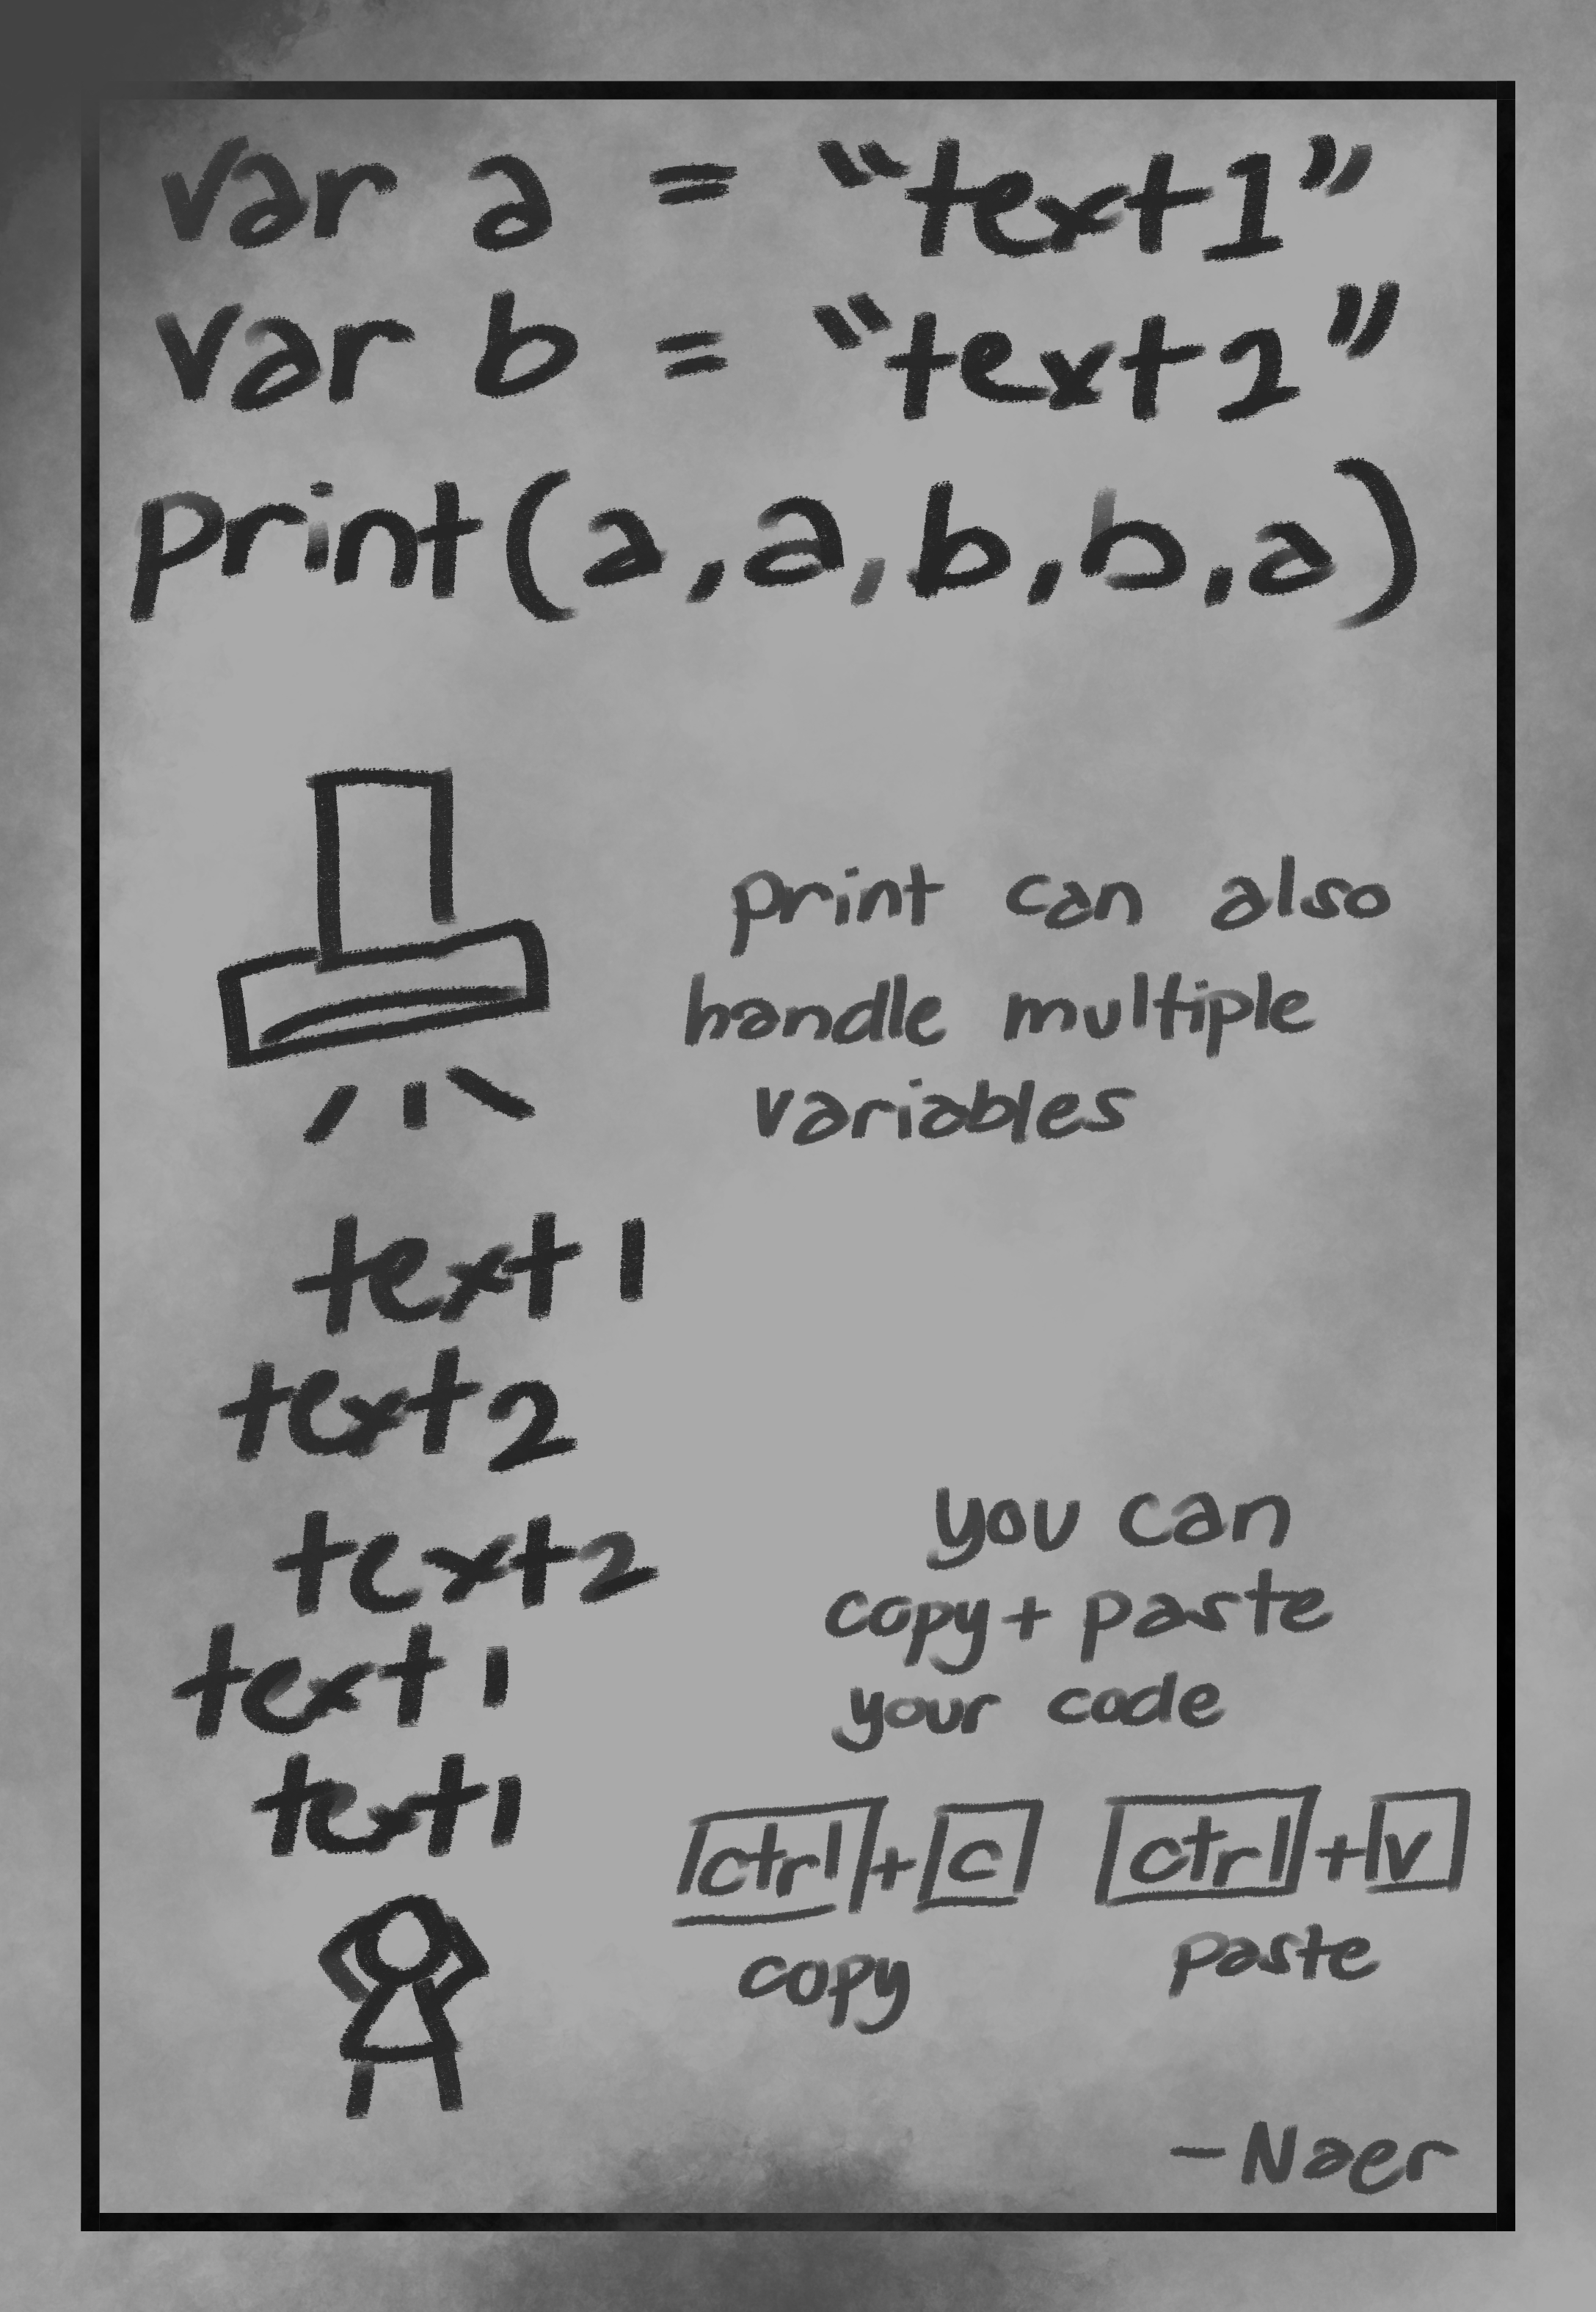 var a = “text1”
var b = “text2”
print(a,a,b,b,a)
print can also
handle multiple
variables
text1
text2
text2
text1
text1
you can
copy + paste
your code
ctrl + c ctrl + v
copy paste
- Naer